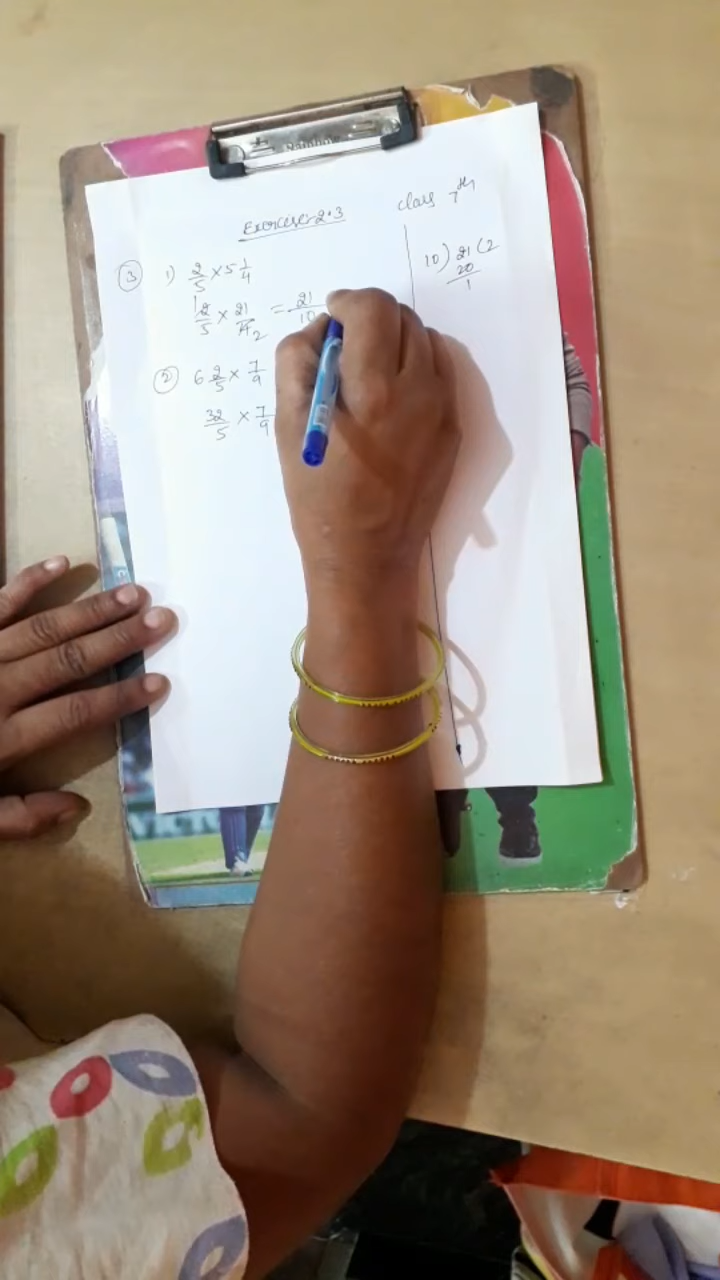 Exercise-2.3
class 7th
③ 1) 2/5 × 5 1/4
1 2/5 × 21/4 2 = 21/10
10) 21 (2
20
1
② 6 2/5 × 7/9
32/5 × 7/9